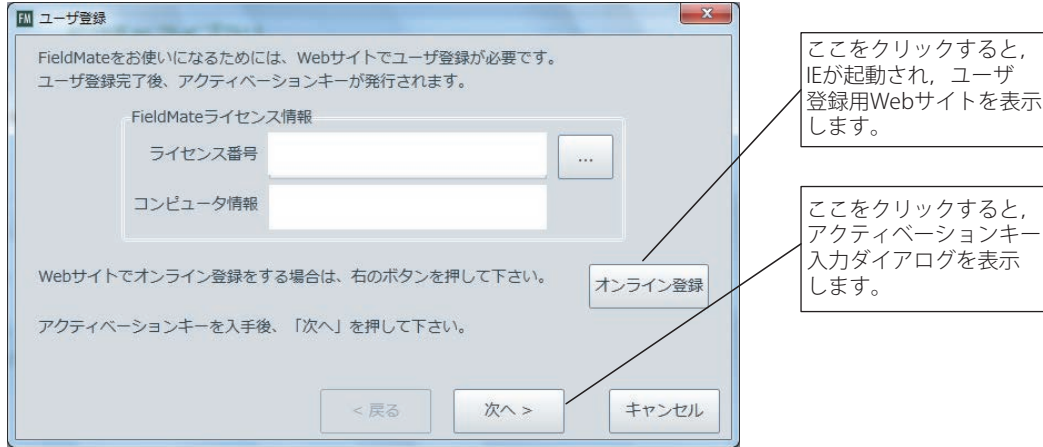 FM ユーザ登録
FieldMateをお使いになるためには、Webサイトでユーザ登録が必要です。
ユーザ登録完了後、アクティベーションキーが発行されます。
FieldMateライセンス情報
ライセンス番号
...
コンピュータ情報
Webサイトでオンライン登録をする場合は、右のボタンを押して下さい。
オンライン登録
アクティベーションキーを入手後、「次へ」を押して下さい。
< 戻る
次へ >
キャンセル
ここをクリックすると，
IEが起動され，ユーザ
登録用Webサイトを表示
します。
ここをクリックすると，
アクティベーションキー
入力ダイアログを表示
します。